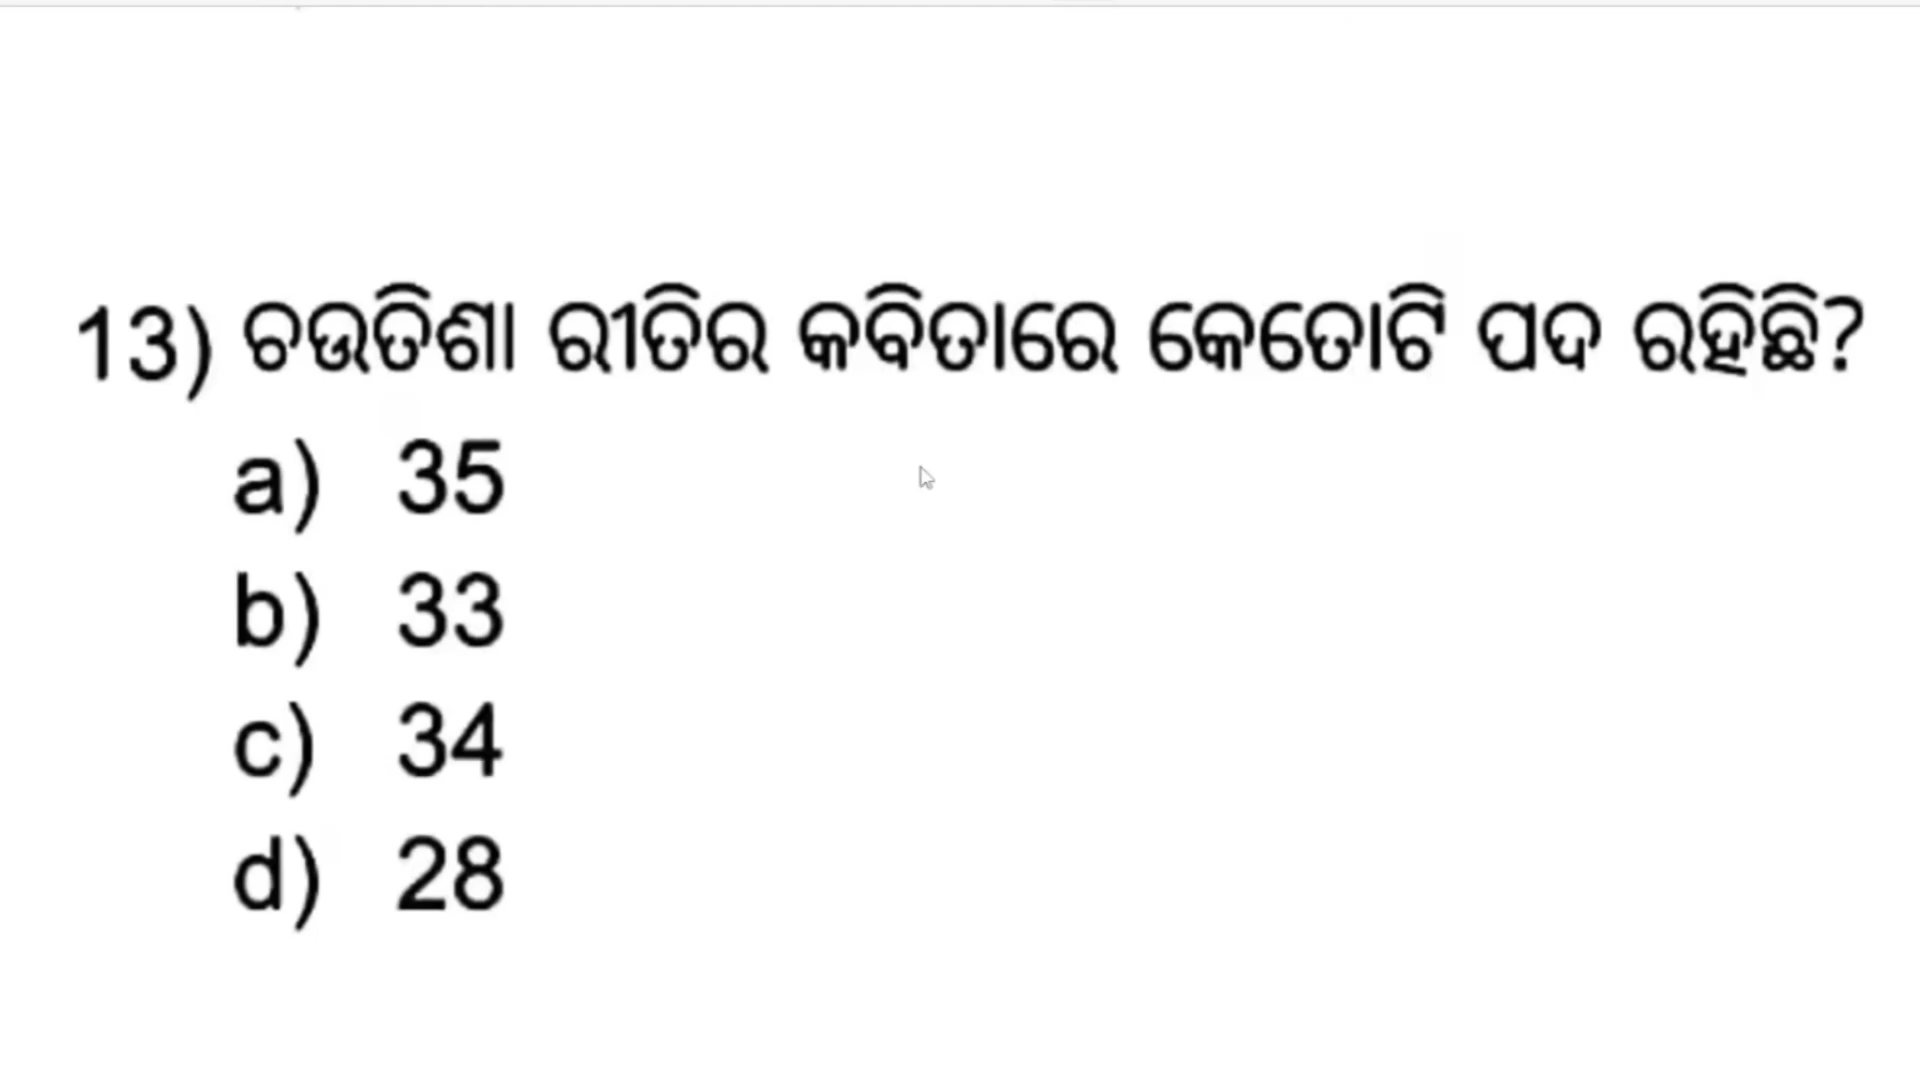 13) ଚଉତିଶା ରୀତିର କବିତାରେ କେତୋଟି ପଦ ରହିଛି?
a) 35
b) 33
c) 34
d) 28